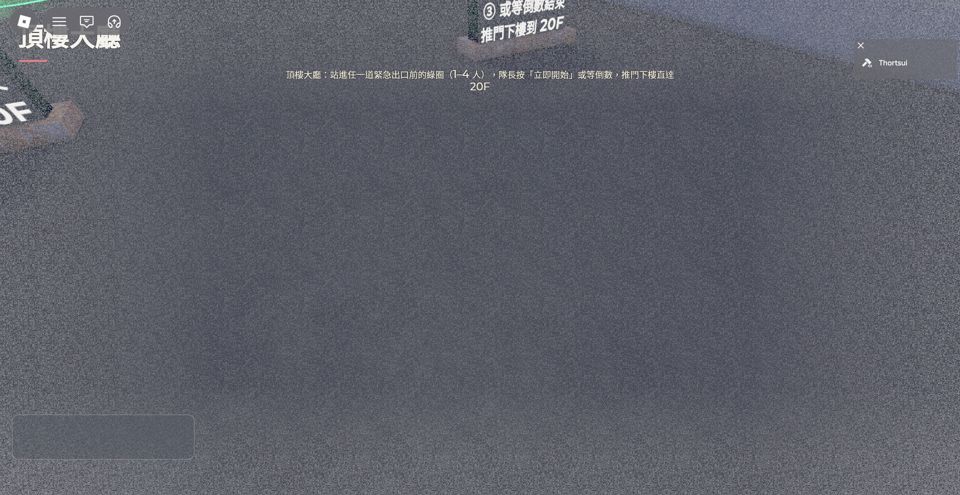 頂樓大廳
③ 或等倒數結束
推門下樓到 20F
Thortsui
頂樓大廳：站進任一道緊急出口前的綠圈（1–4 人），隊長按「立即開始」或等倒數，推門下樓直達
20F
0F